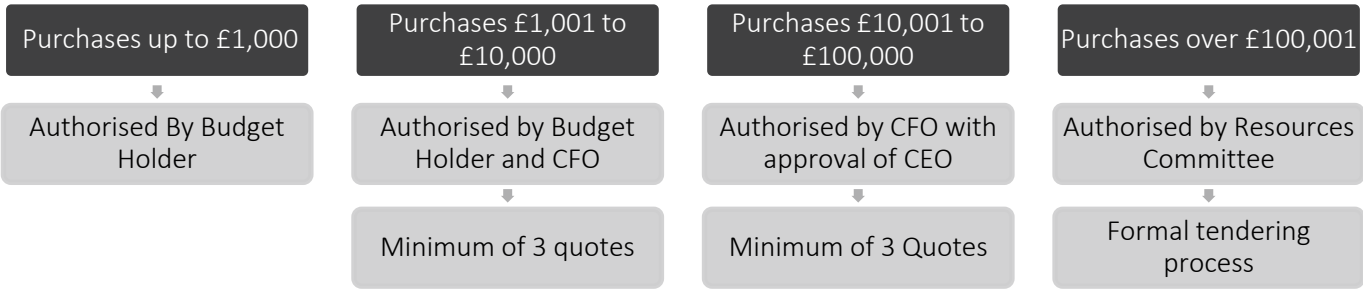 Purchases up to £1,000
Authorised By Budget
Holder
Purchases £1,001 to
£10,000
Authorised by Budget
Holder and CFO
Minimum of 3 quotes
Purchases £10,001 to
£100,000
Authorised by CFO with
approval of CEO
Minimum of 3 Quotes
Purchases over £100,001
Authorised by Resources
Committee
Formal tendering
process